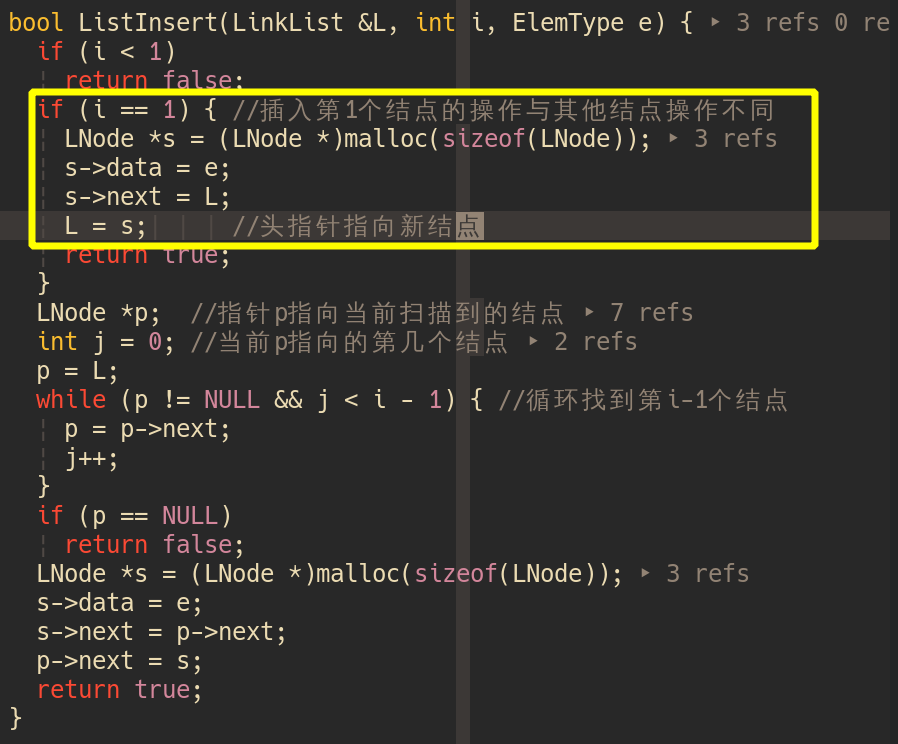 bool ListInsert(LinkList &L, int i, ElemType e) { ▸ 3 refs 0 re
if (i < 1)
return false;
if (i == 1) { //插入第1个结点的操作与其他结点操作不同
LNode *s = (LNode *)malloc(sizeof(LNode)); ▸ 3 refs
s->data = e;
s->next = L;
L = s; //头指针指向新结点
return true;
}
LNode *p; //指针p指向当前扫描到的结点 ▸ 7 refs
int j = 0; //当前p指向的第几个结点 ▸ 2 refs
p = L;
while (p != NULL && j < i - 1) { //循环找到第i-1个结点
p = p->next;
j++;
}
if (p == NULL)
return false;
LNode *s = (LNode *)malloc(sizeof(LNode)); ▸ 3 refs
s->data = e;
s->next = p->next;
p->next = s;
return true;
}